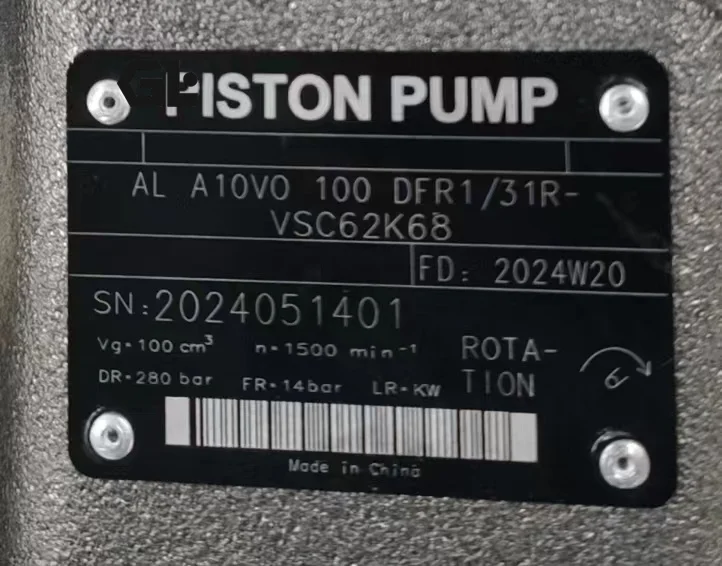 PISTON PUMP
AL A10VO 100 DFR1/31R-
VSC62K68
FD: 2024W20
SN:2024051401
Vg=100 cm³ n=1500 min⁻¹
DR=280 bar FR=14bar LR=KW
ROTA-
TION
Made in China